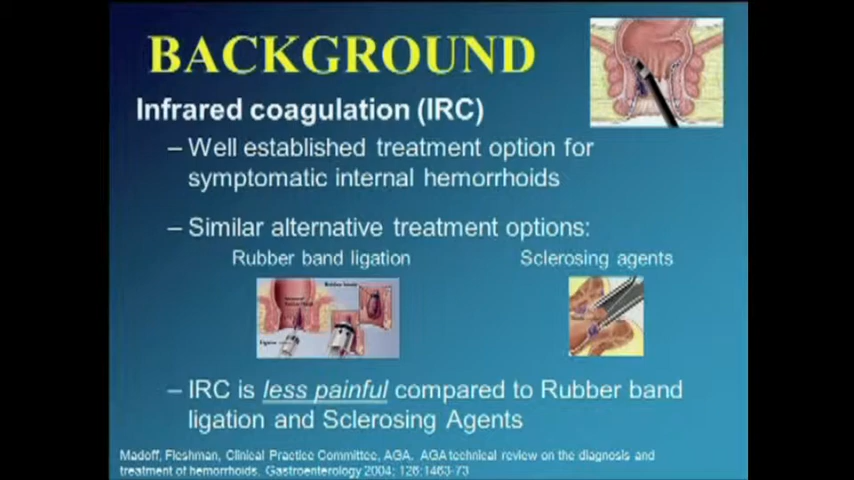 BACKGROUND
Infrared coagulation (IRC)
– Well established treatment option for
symptomatic internal hemorrhoids
– Similar alternative treatment options:
Rubber band ligation
Sclerosing agents
– IRC is less painful compared to Rubber band
ligation and Sclerosing Agents
Madoff, Fleshman, Clinical Practice Committee, AGA. AGA technical review on the diagnosis and
treatment of hemorrhoids. Gastroenterology 2004; 126:1463-73